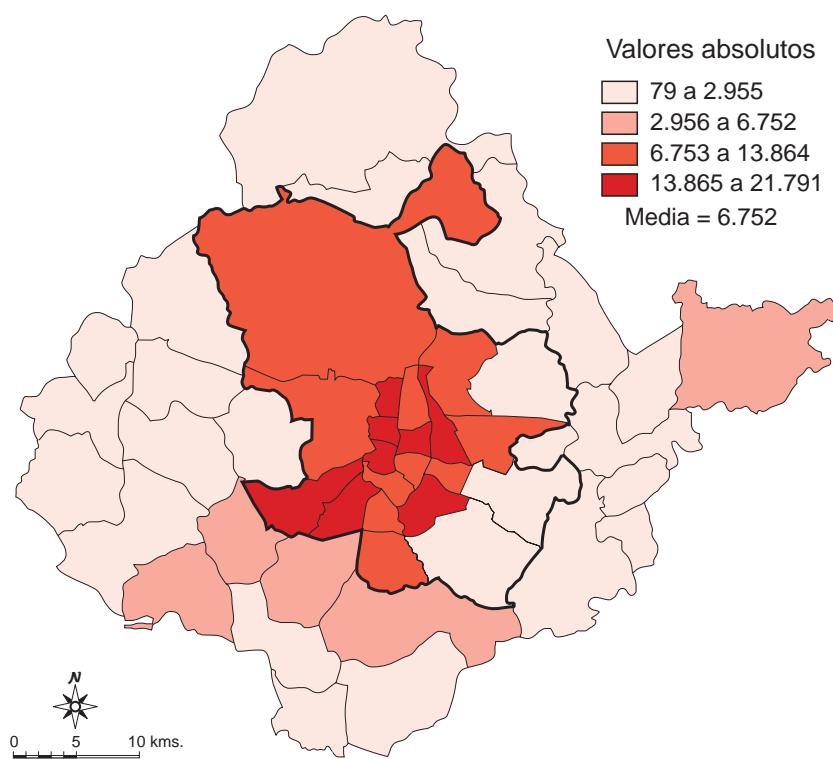 Valores absolutos
79 a 2.955
2.956 a 6.752
6.753 a 13.864
13.865 a 21.791
Media = 6.752
N
0 5 10 kms.